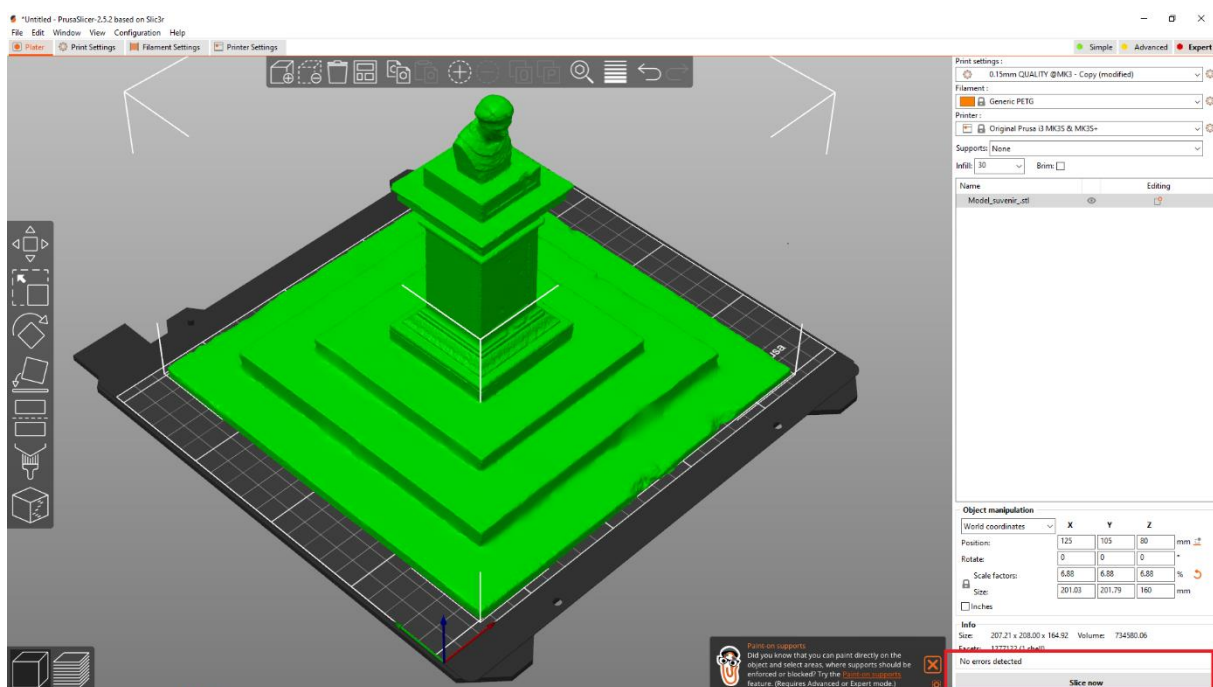 *Untitled - PrusaSlicer-2.5.2 based on Slic3r
File Edit Window View Configuration Help
Plater Print Settings Filament Settings Printer Settings
Simple Advanced Expert
Print settings :
0.15mm QUALITY @MK3 - Copy (modified)
Filament :
Generic PETG
Printer :
Original Prusa i3 MK3S & MK3S+
Supports: None
Infill: 30 Brim:
Name Editing
Model_suvenir_.stl
Object manipulation
World coordinates X Y Z
Position: 125 105 80 mm
Rotate: 0 0 0 °
Scale factors: 6.88 6.88 6.88 %
Size: 201.03 201.79 160 mm
Inches
Info
Size: 207.21 x 208.00 x 164.92 Volume: 734580.06
Facets: 1277122 (1 shell)
No errors detected
Slice now
Paint-on supports
Did you know that you can paint directly on the
object and select areas, where supports should be
enforced or blocked? Try the Paint-on supports
feature. (Requires Advanced or Expert mode.)